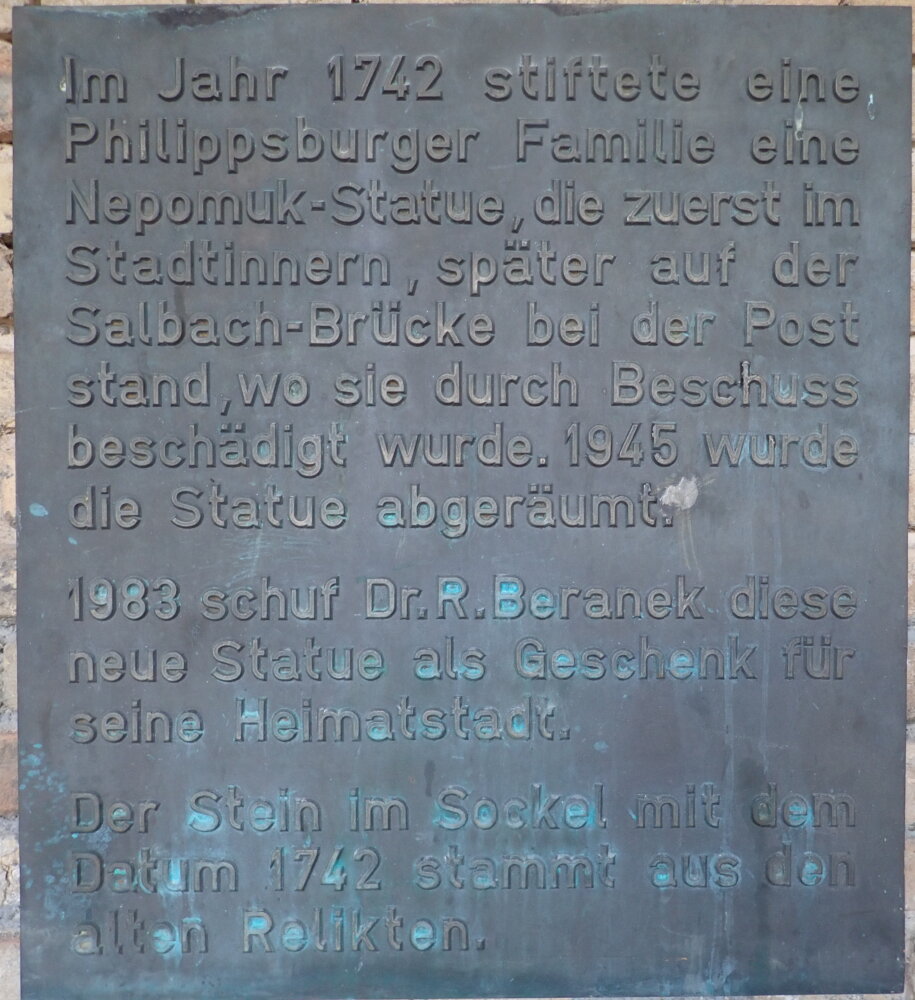 Im Jahr 1742 stiftete eine
Philippsburger Familie eine
Nepomuk-Statue, die zuerst im
Stadtinnern, später auf der
Salbach-Brücke bei der Post
stand, wo sie durch Beschuss
beschädigt wurde. 1945 wurde
die Statue abgeräumt.
1983 schuf Dr. R. Beranek diese
neue Statue als Geschenk für
seine Heimatstadt.
Der Stein im Sockel mit dem
Datum 1742 stammt aus den
alten Relikten.